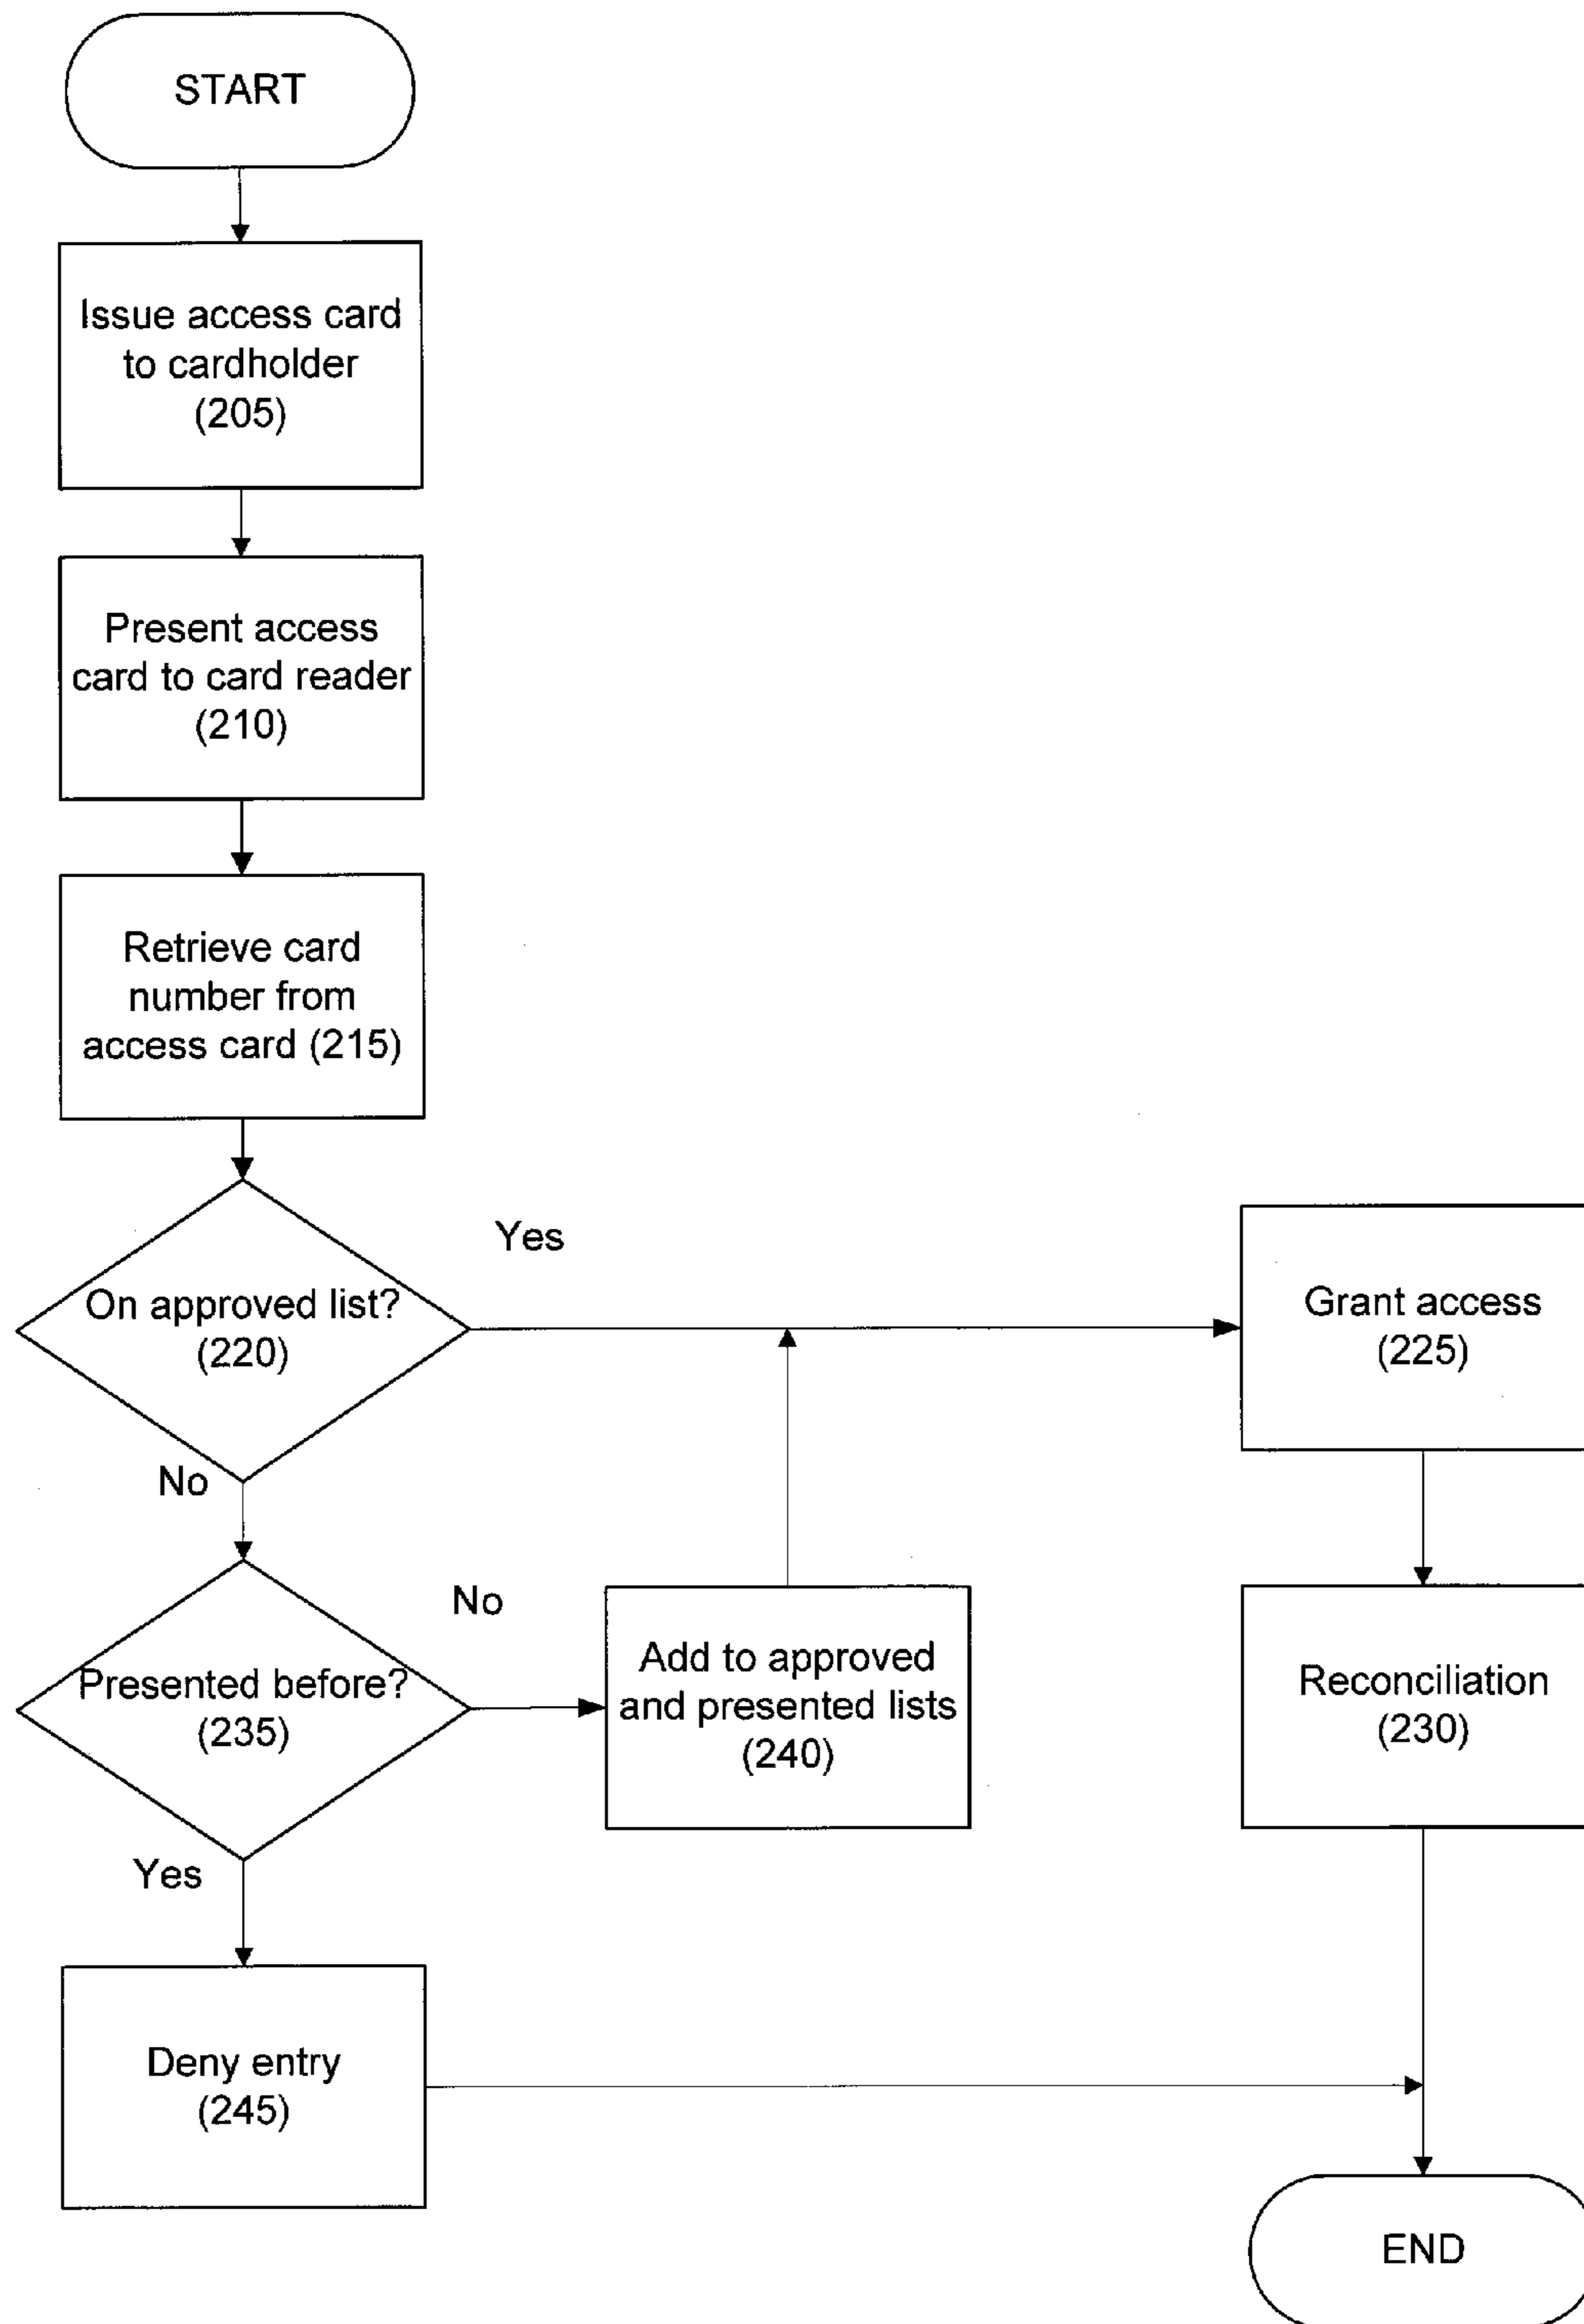 START
Issue access card
to cardholder
(205)
Present access
card to card reader
(210)
Retrieve card
number from
access card (215)
Yes
On approved list?
(220)
Grant access
(225)
No
No
Presented before?
(235)
Add to approved
and presented lists
(240)
Reconciliation
(230)
Yes
Deny entry
(245)
END